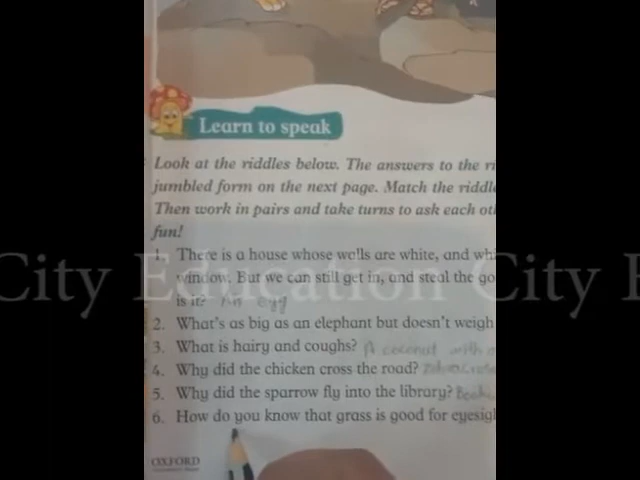 Learn to speak
Look at the riddles below. The answers to the ri
jumbled form on the next page. Match the riddle
Then work in pairs and take turns to ask each oth
fun!
1. There is a house whose walls are white, and whi
window. But we can still get in, and steal the go
is it? An egg
2. What's as big as an elephant but doesn't weigh
3. What is hairy and coughs? A coconut with a
4. Why did the chicken cross the road?
5. Why did the sparrow fly into the library?
6. How do you know that grass is good for eyesigh
OXFORD
City Education City Ed